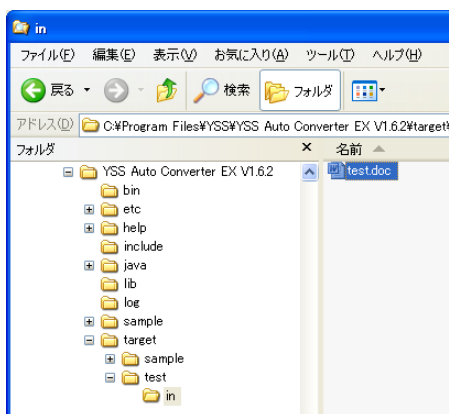 in
ファイル(F) 編集(E) 表示(V) お気に入り(A) ツール(T) ヘルプ(H)
戻る 検索 フォルダ
アドレス(D) C:¥Program Files¥YSS¥YSS Auto Converter EX V1.6.2¥target¥
フォルダ × 名前
YSS Auto Converter EX V1.6.2 test.doc
bin
etc
help
include
java
lib
log
sample
target
sample
test
in